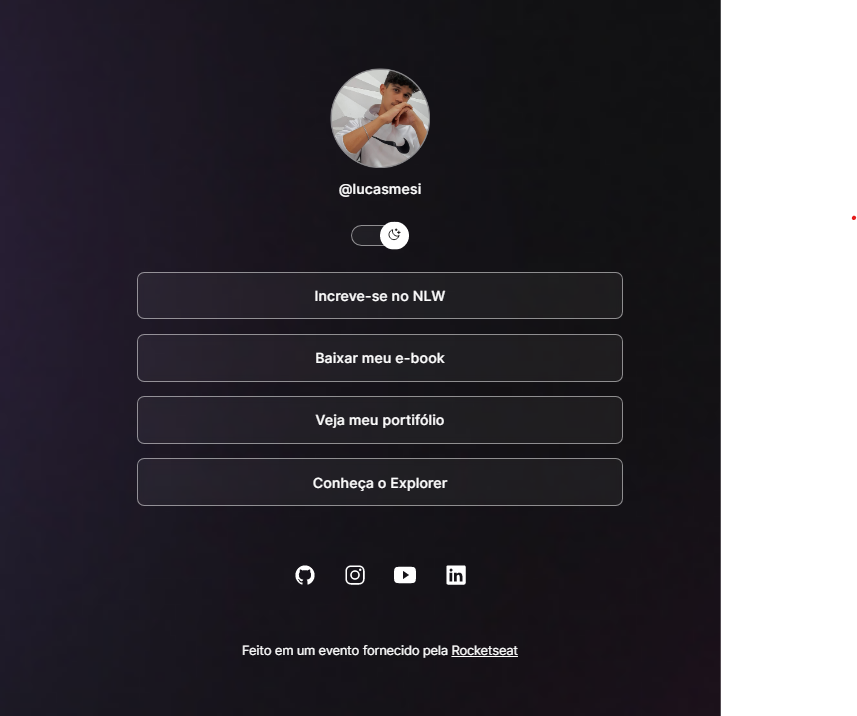 @lucasmesi
Increve-se no NLW
Baixar meu e-book
Veja meu portifólio
Conheça o Explorer
Feito em um evento fornecido pela Rocketseat